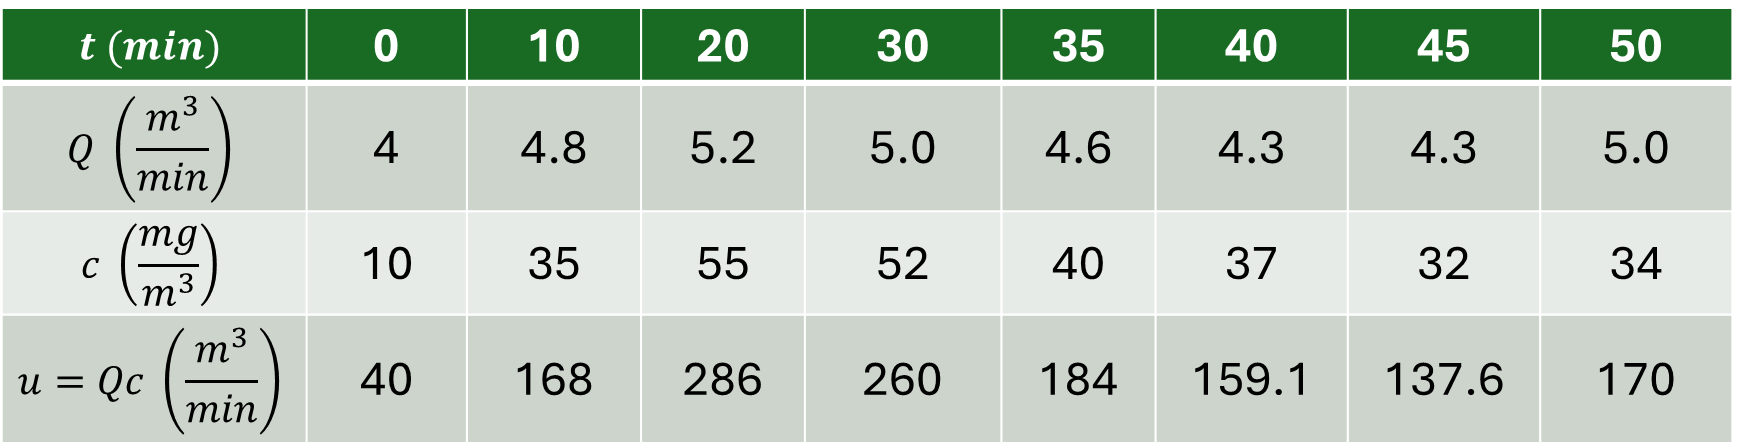 t (min) 0 10 20 30 35 40 45 50
Q (m³/min) 4 4.8 5.2 5.0 4.6 4.3 4.3 5.0
c (mg/m³) 10 35 55 52 40 37 32 34
u = Qc (m³/min) 40 168 286 260 184 159.1 137.6 170